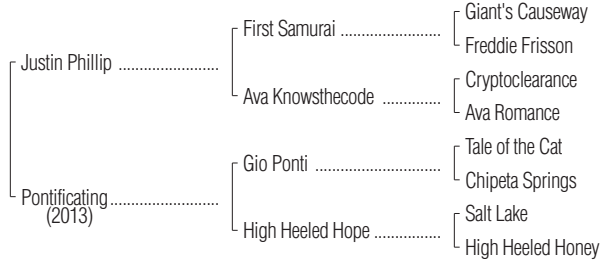 Giant's Causeway
First Samurai ....................
Freddie Frisson
Justin Phillip ....................
Cryptoclearance
Ava Knowsthecode ............
Ava Romance
Tale of the Cat
Gio Ponti .........................
Chipeta Springs
Pontificating......................
(2013)
Salt Lake
High Heeled Hope .............
High Heeled Honey